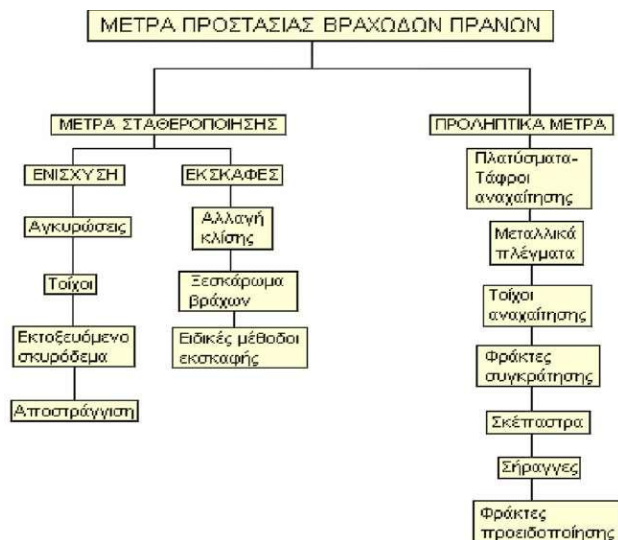 ΜΕΤΡΑ ΠΡΟΣΤΑΣΙΑΣ ΒΡΑΧΩΔΩΝ ΠΡΑΝΩΝ
ΜΕΤΡΑ ΣΤΑΘΕΡΟΠΟΙΗΣΗΣ
ΕΝΙΣΧΥΣΗ
Αγκυρώσεις
Τοίχοι
Εκτοξευόμενο
σκυρόδεμα
Αποστράγγιση
ΕΚΣΚΑΦΕΣ
Αλλαγή
κλίσης
Ξεσκάρωμα
βράχων
Ειδικές μέθοδοι
εκσκαφής
ΠΡΟΛΗΠΤΙΚΑ ΜΕΤΡΑ
Πλατύσματα-
Τάφροι
αναχαίτησης
Μεταλλικά
πλέγματα
Τοίχοι
αναχαίτησης
Φράκτες
συγκράτησης
Σκέπαστρα
Σήραγγες
Φράκτες
προειδοποίησης